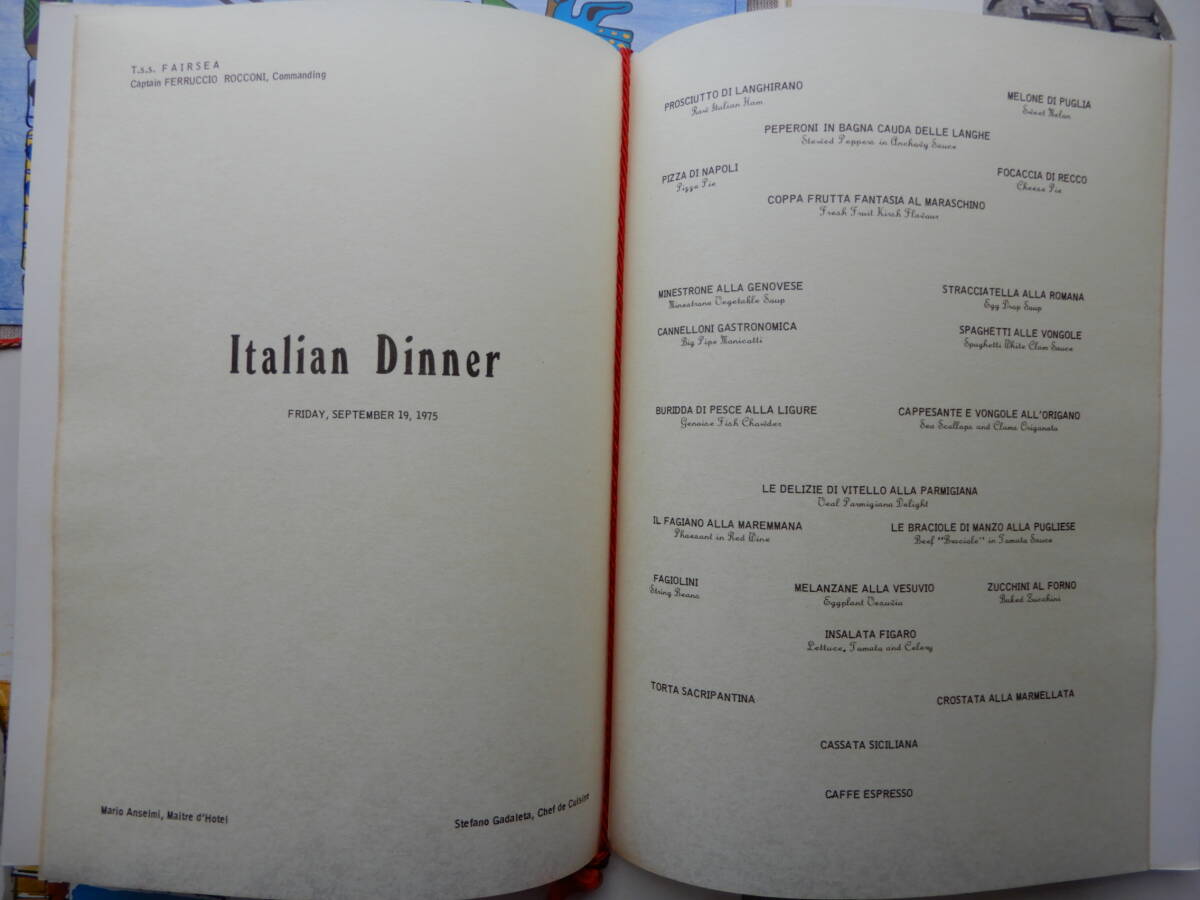 T.s.s. FAIRSEA
Captain FERRUCCIO ROCCONI, Commanding
Italian Dinner
FRIDAY, SEPTEMBER 19, 1975
Mario Anselmi, Maitre d'Hotel
Stefano Gadaleta, Chef de Cuisine
PROSCIUTTO DI LANGHIRANO
Raw Italian Ham
MELONE DI PUGLIA
Sweet Melon
PEPERONI IN BAGNA CAUDA DELLE LANGHE
Stewed Peppers in Anchovy Sauce
PIZZA DI NAPOLI
Pizza Pie
FOCACCIA DI RECCO
Cheese Pie
COPPA FRUTTA FANTASIA AL MARASCHINO
Fresh Fruit Kirsh Flavour
MINESTRONE ALLA GENOVESE
Minestrone Vegetable Soup
STRACCIATELLA ALLA ROMANA
Egg Drop Soup
CANNELLONI GASTRONOMICA
Big Pipe Manicotti
SPAGHETTI ALLE VONGOLE
Spaghetti White Clam Sauce
BURIDDA DI PESCE ALLA LIGURE
Genoise Fish Chowder
CAPPESANTE E VONGOLE ALL'ORIGANO
Sea Scallops and Clams Origanata
LE DELIZIE DI VITELLO ALLA PARMIGIANA
Veal Parmigiana Delight
IL FAGIANO ALLA MAREMMANA
Pheasant in Red Wine
LE BRACIOLE DI MANZO ALLA PUGLIESE
Beef "Braciole" in Tomato Sauce
FAGIOLINI
String Beans
MELANZANE ALLA VESUVIO
Eggplant Vesuvio
ZUCCHINI AL FORNO
Baked Zucchini
INSALATA FIGARO
Lettuce, Tomato and Celery
TORTA SACRIPANTINA
CROSTATA ALLA MARMELLATA
CASSATA SICILIANA
CAFFE ESPRESSO